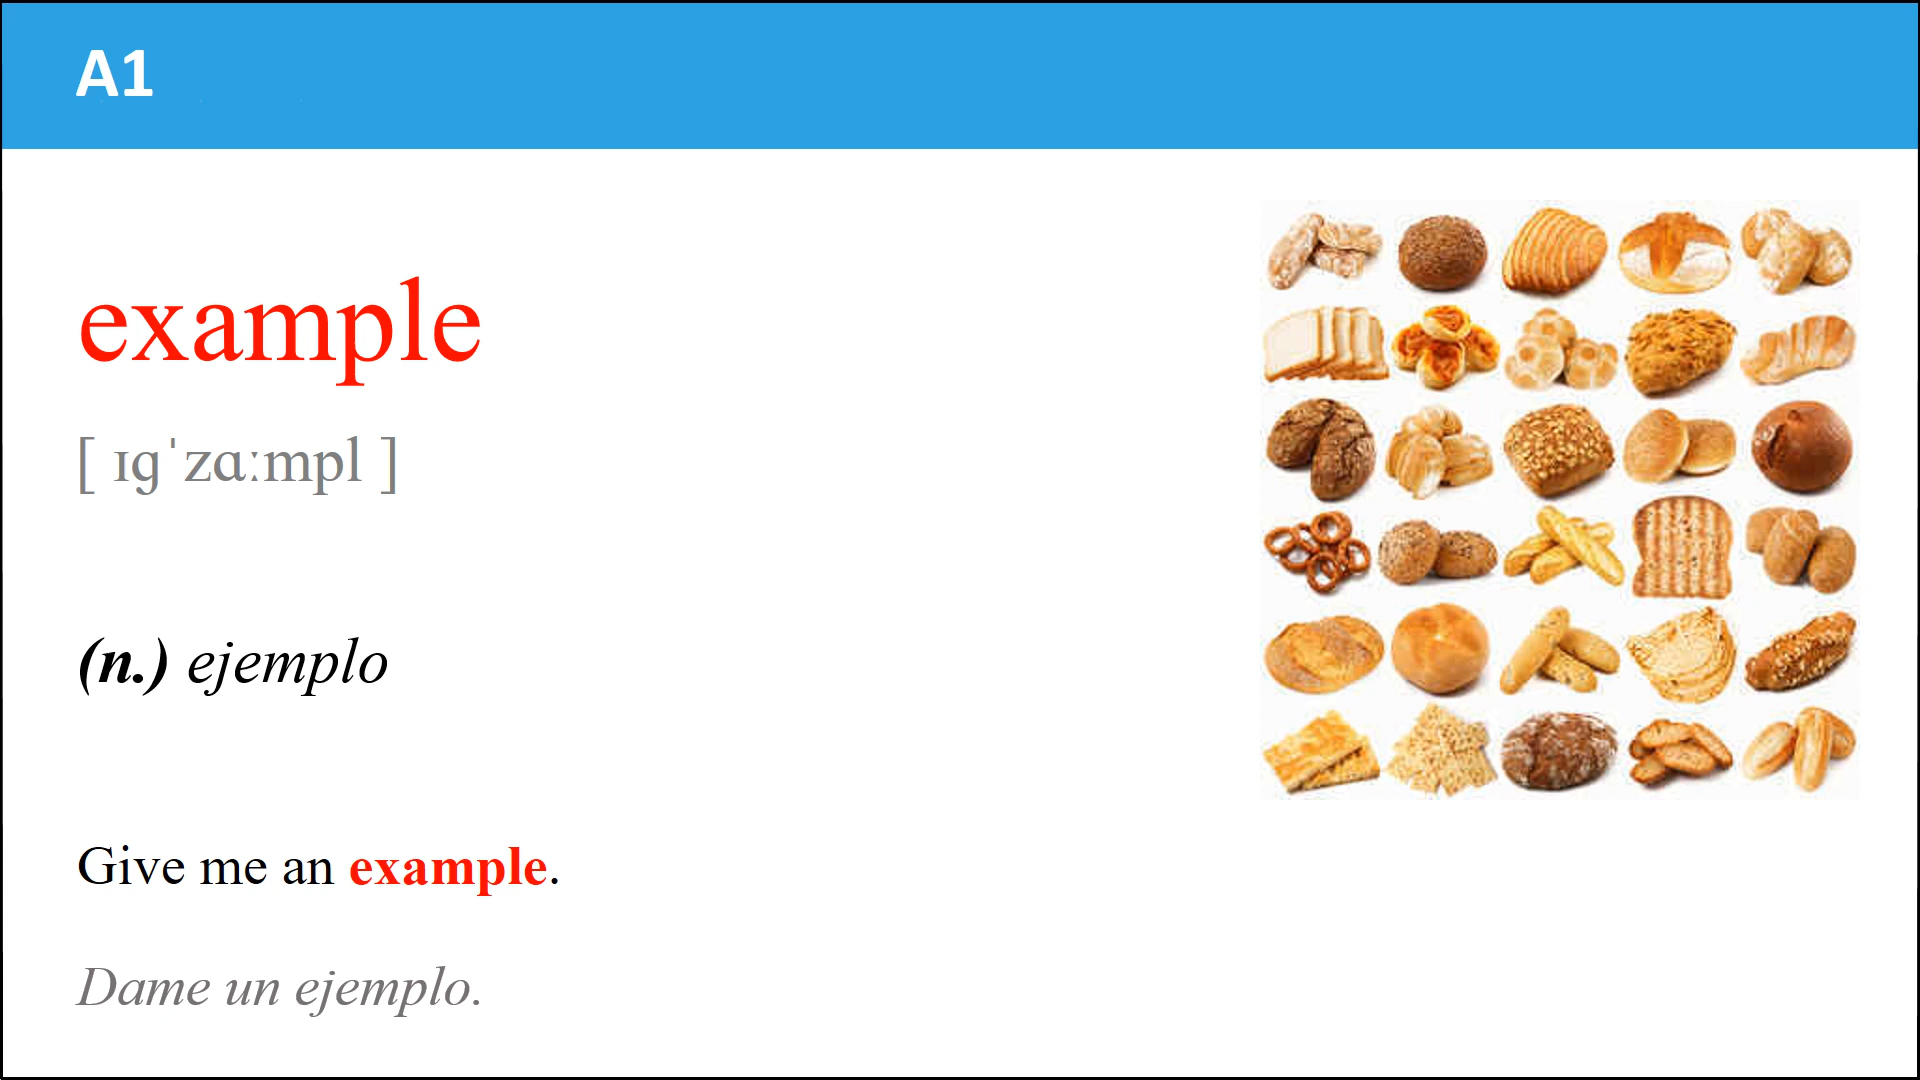 A1
example
[ ɪɡˈzɑːmpl ]
(n.) ejemplo
Give me an example.
Dame un ejemplo.